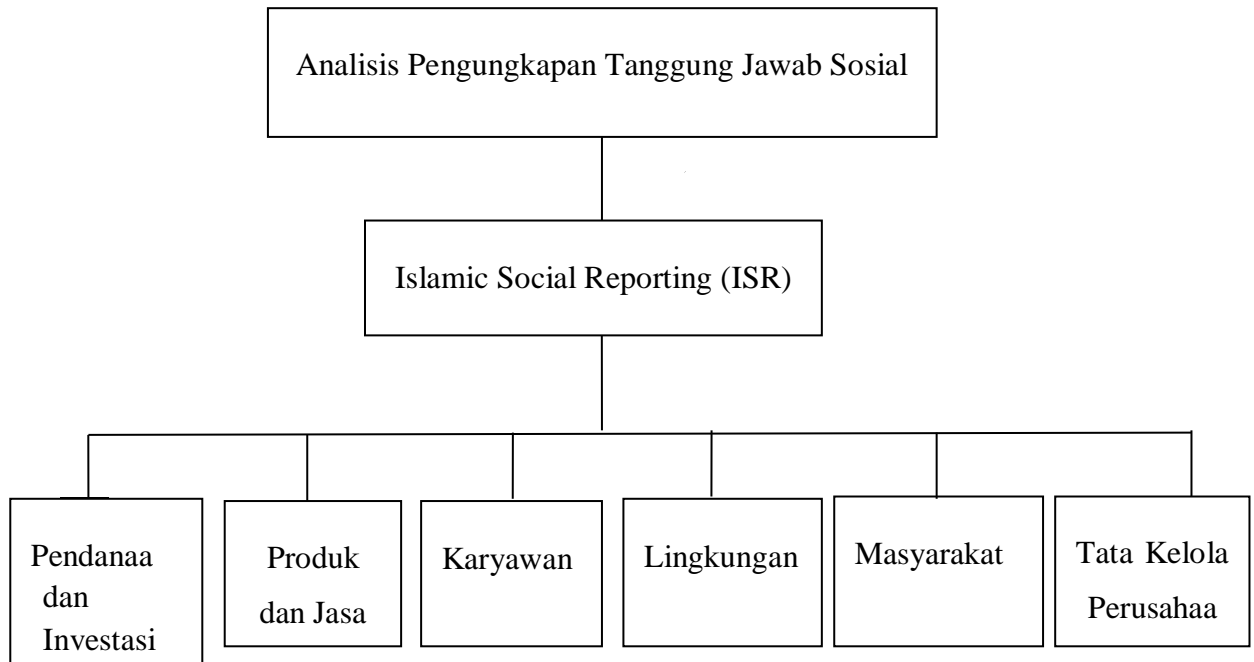 Analisis Pengungkapan Tanggung Jawab Sosial
Islamic Social Reporting (ISR)
Pendanaa
dan
Investasi
Produk
dan Jasa
Karyawan
Lingkungan
Masyarakat
Tata Kelola
Perusahaa